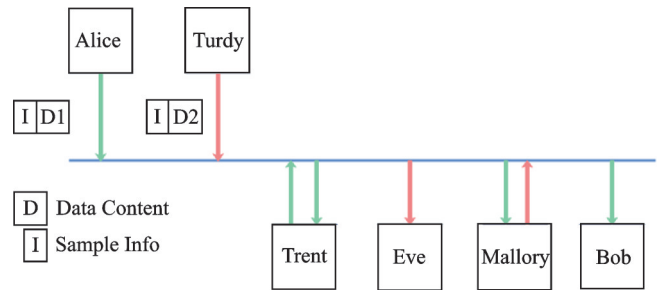 Alice
Turdy
I D1
I D2
D Data Content
I Sample Info
Trent
Eve
Mallory
Bob